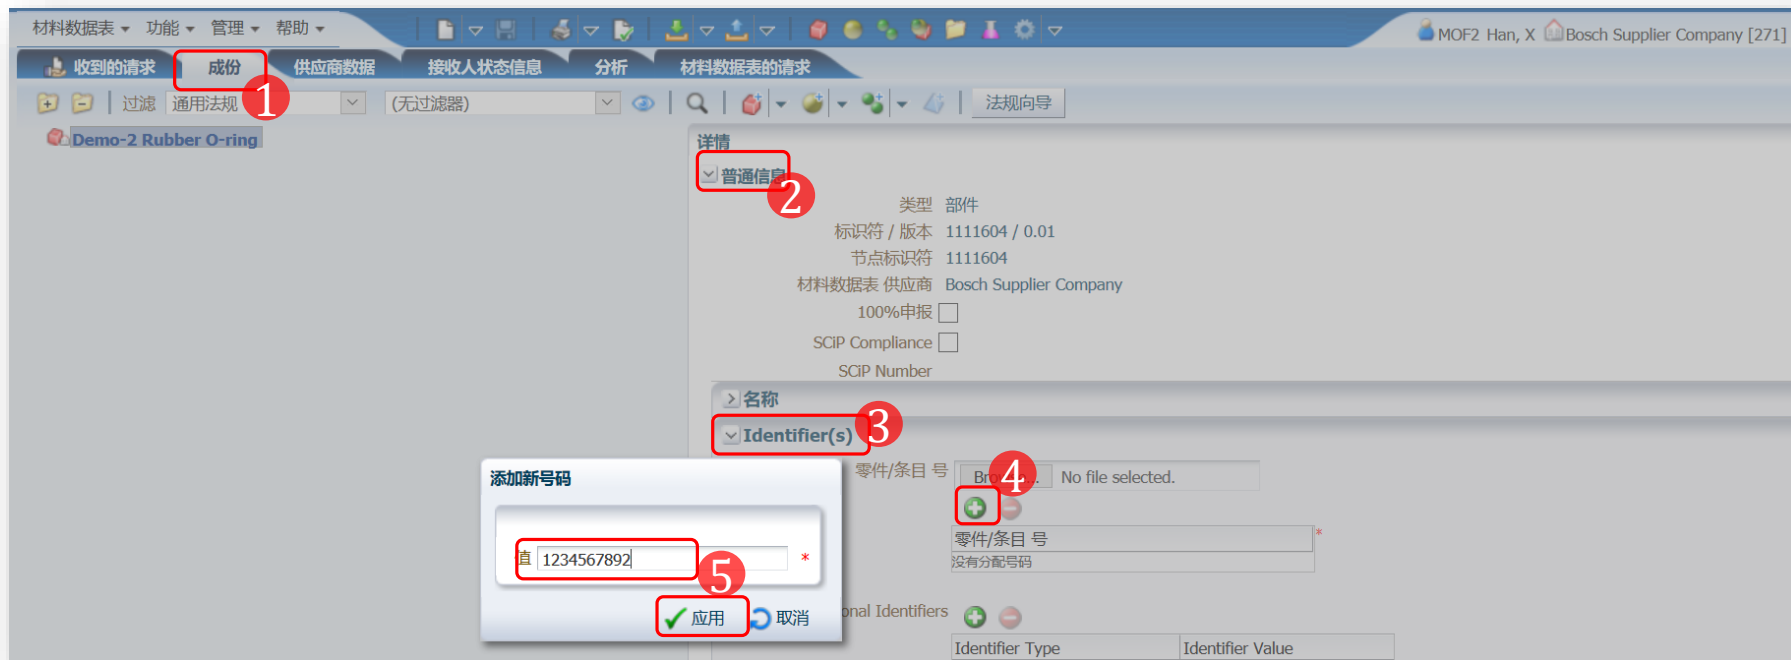 材料数据表 功能 管理 帮助
MOF2 Han, X Bosch Supplier Company [271]
收到的请求 成份 供应商数据 接收人状态信息 分析 材料数据表的请求
1
过滤 通用法规 (无过滤器) 法规向导
Demo-2 Rubber O-ring
详情
普通信息
2
类型 部件
标识符 / 版本 1111604 / 0.01
节点标识符 1111604
材料数据表 供应商 Bosch Supplier Company
100%申报
SCiP Compliance
SCiP Number
名称
Identifier(s)
3
零件/条目 号 No file selected.
4
零件/条目 号 *
没有分配号码
添加新号码
值 1234567892 *
5
应用 取消
Identifiers
Identifier Type Identifier Value